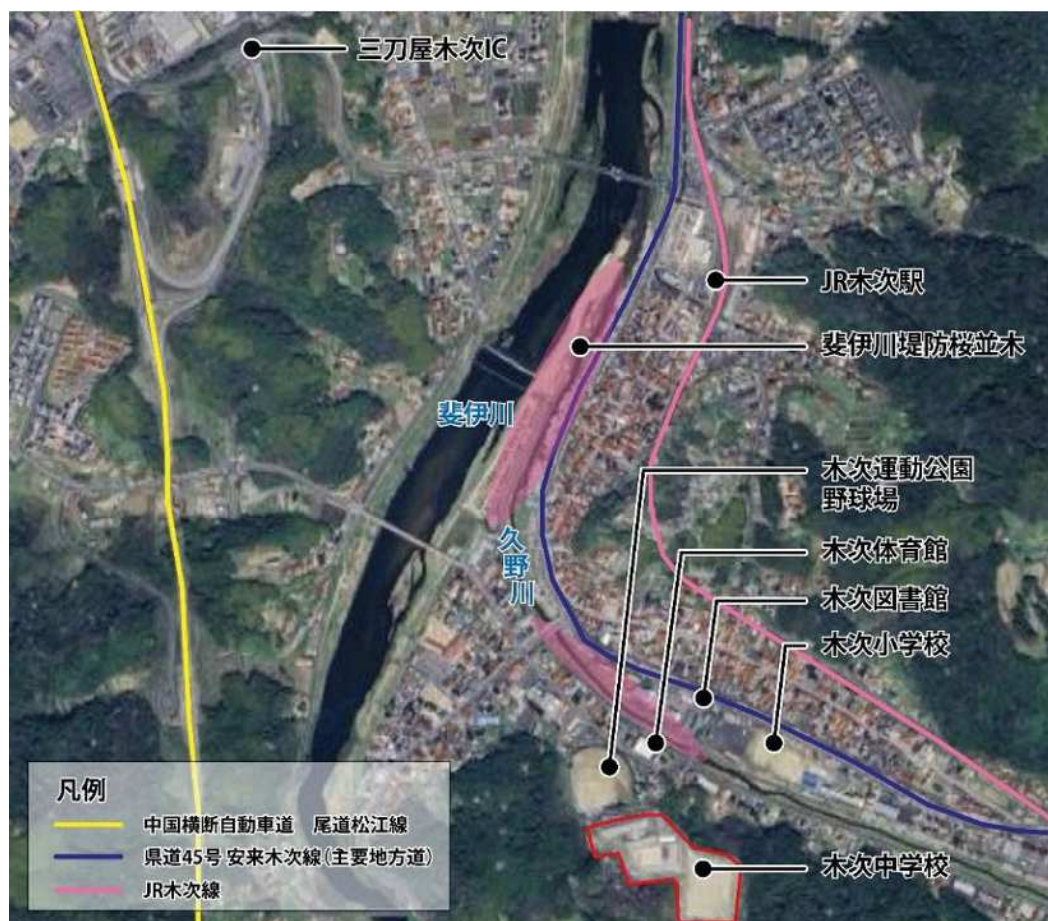 三刀屋木次IC
JR木次駅
斐伊川堤防桜並木
斐伊川
木次運動公園
野球場
久野川
木次体育館
木次図書館
木次小学校
木次中学校
凡例
中国横断自動車道　尾道松江線
県道45号 安来木次線（主要地方道）
JR木次線